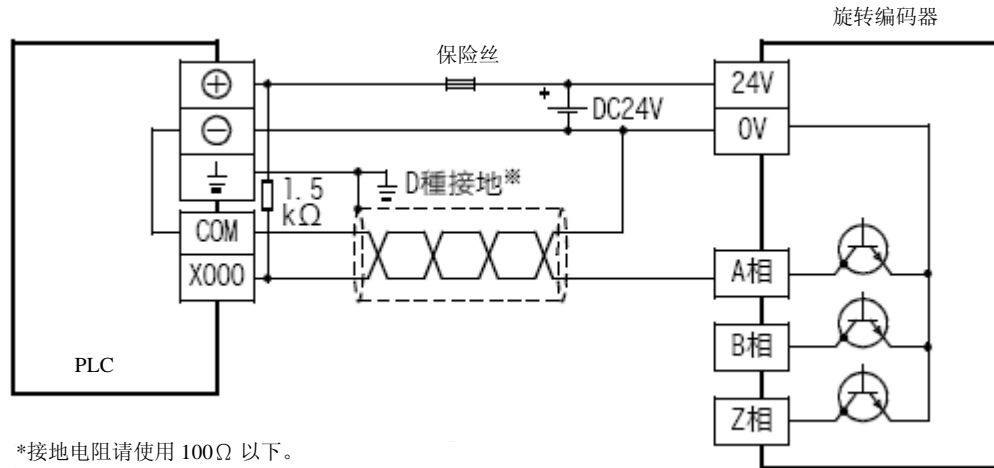 旋转编码器
保险丝
⊕
24V
+
DC24V
⊖
0V
D種接地※
1.5
kΩ
COM
X000
A相
B相
PLC
Z相
*接地电阻请使用 100Ω 以下。